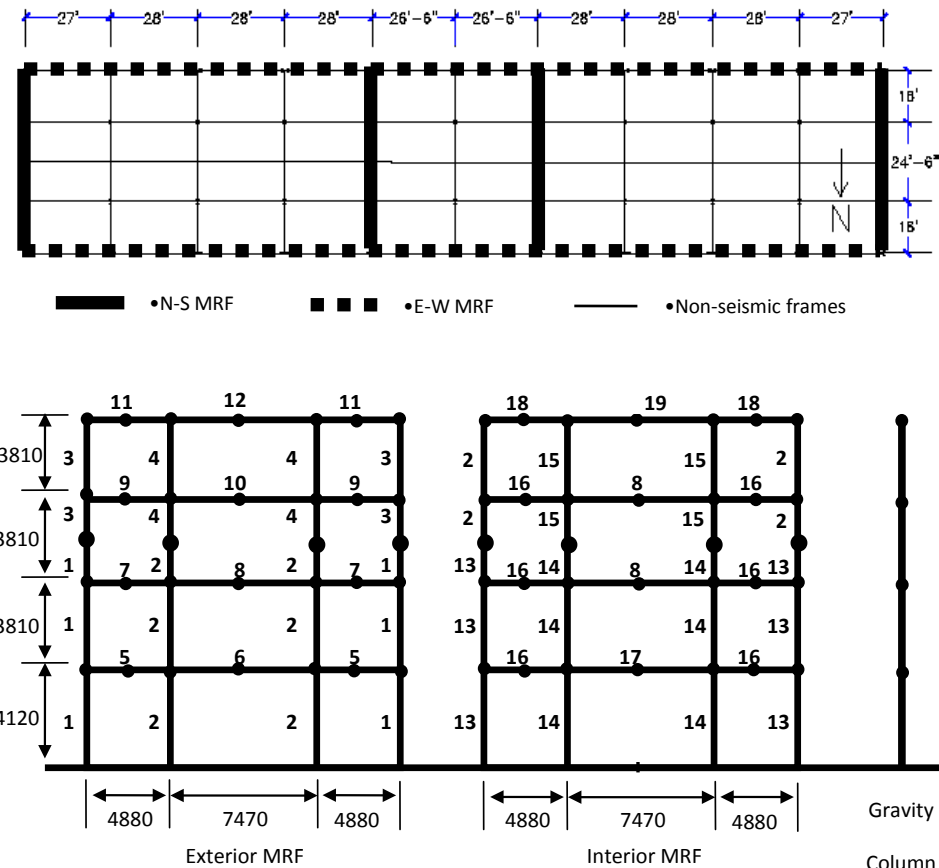 27' 28' 28' 28' 26'-6" 26'-6" 28' 28' 28' 27'
18'
24'-6"
N
18'
•N-S MRF •E-W MRF •Non-seismic frames
11 12 11 18 19 18
3810 3 4 4 3 2 15 15 2
9 10 9 16 8 16
3 4 4 3 2 15 15 2
3810
1 7 2 8 2 7 1 13 16 14 8 14 16 13
3810 1 2 2 1 13 14 14 13
5 6 5 16 17 16
4120 1 2 2 1 13 14 14 13
4880 7470 4880 4880 7470 4880 Gravity
Exterior MRF Interior MRF Column